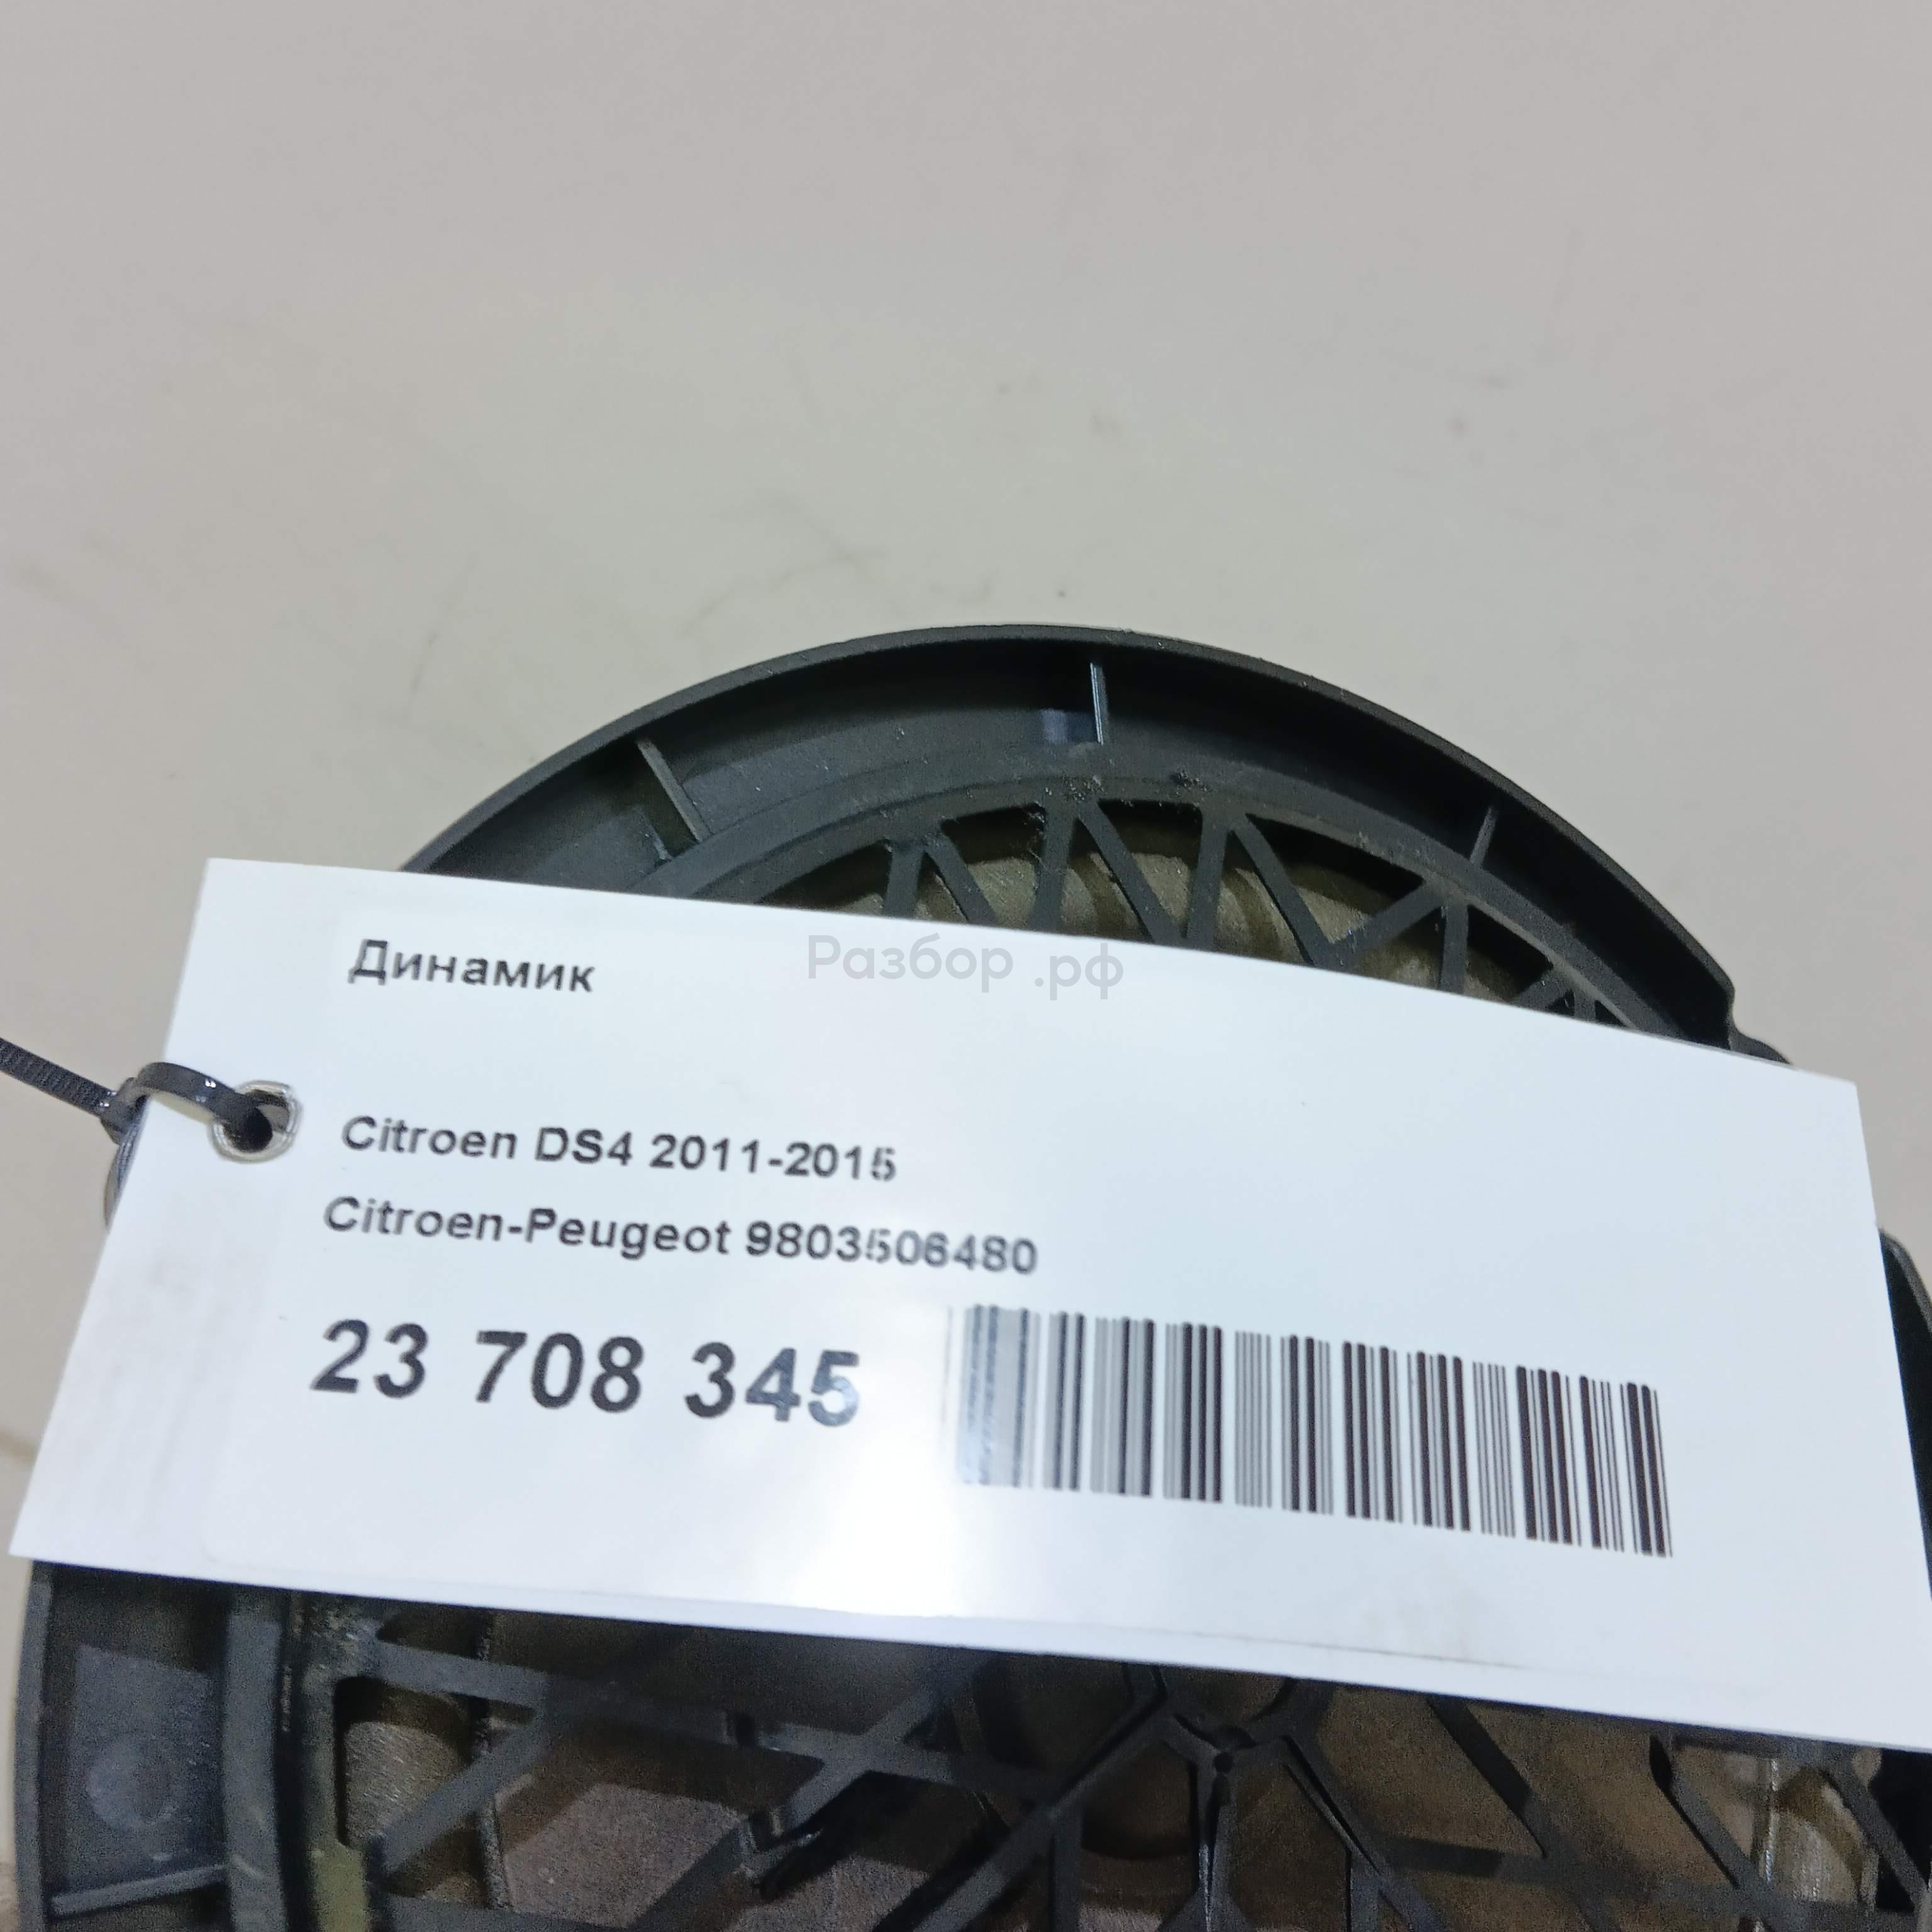 Динамик
Разбор .рф
Citroen DS4 2011-2015
Citroen-Peugeot 9803506480
23 708 345